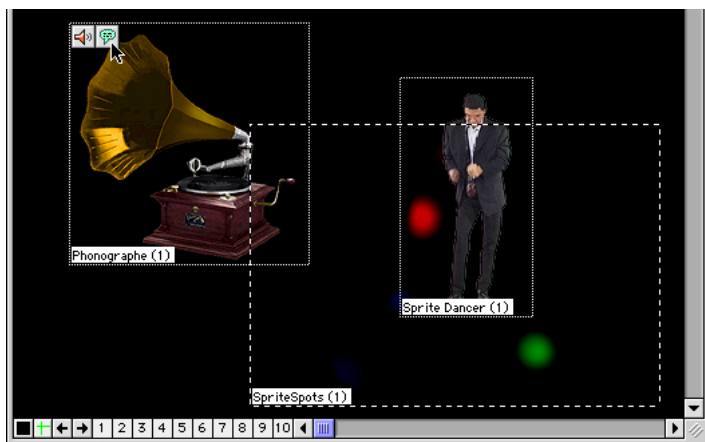 Phonographe (1)
Sprite Dancer (1)
SpriteSpots (1)
1 2 3 4 5 6 7 8 9 10